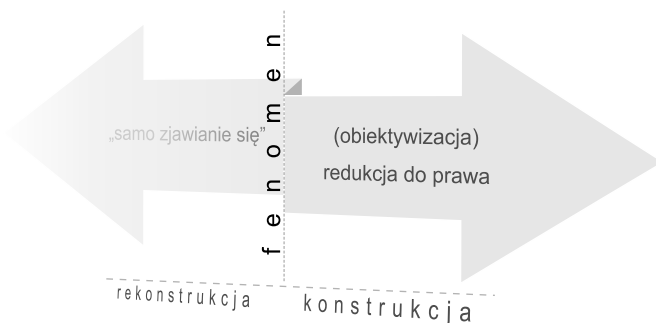 „samo zjawianie się”
fenomen
(obiektywizacja)
redukcja do prawa
rekonstrukcja
konstrukcja